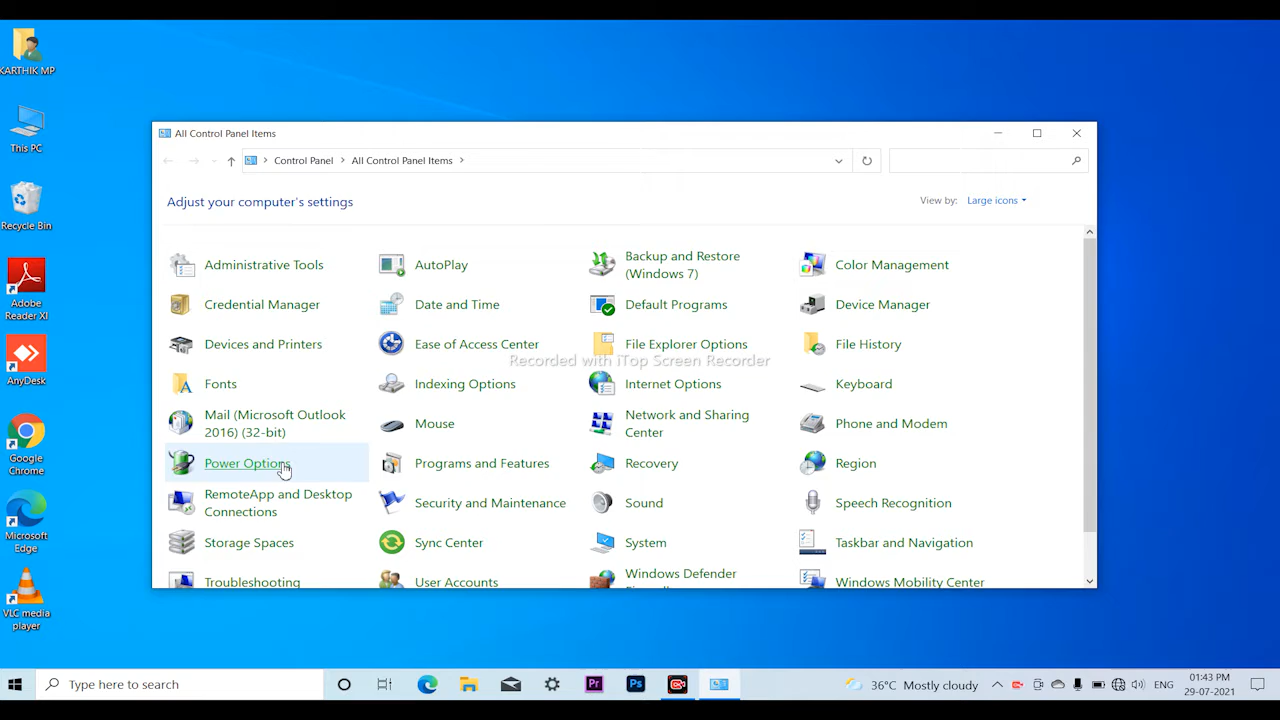 KARTHIK MP
This PC
Recycle Bin
Adobe
Reader XI
AnyDesk
Google
Chrome
Microsoft
Edge
VLC media
player
All Control Panel Items
Control Panel > All Control Panel Items >
Adjust your computer's settings
View by: Large icons
Administrative Tools
AutoPlay
Backup and Restore
(Windows 7)
Color Management
Credential Manager
Date and Time
Default Programs
Device Manager
Devices and Printers
Ease of Access Center
File Explorer Options
File History
Recorded with iTop Screen Recorder
Fonts
Indexing Options
Internet Options
Keyboard
Mail (Microsoft Outlook
2016) (32-bit)
Mouse
Network and Sharing
Center
Phone and Modem
Power Options
Programs and Features
Recovery
Region
RemoteApp and Desktop
Connections
Security and Maintenance
Sound
Speech Recognition
Storage Spaces
Sync Center
System
Taskbar and Navigation
Troubleshooting
User Accounts
Windows Defender
Windows Mobility Center
Type here to search
Pr
Ps
36°C Mostly cloudy
ENG
01:43 PM
29-07-2021